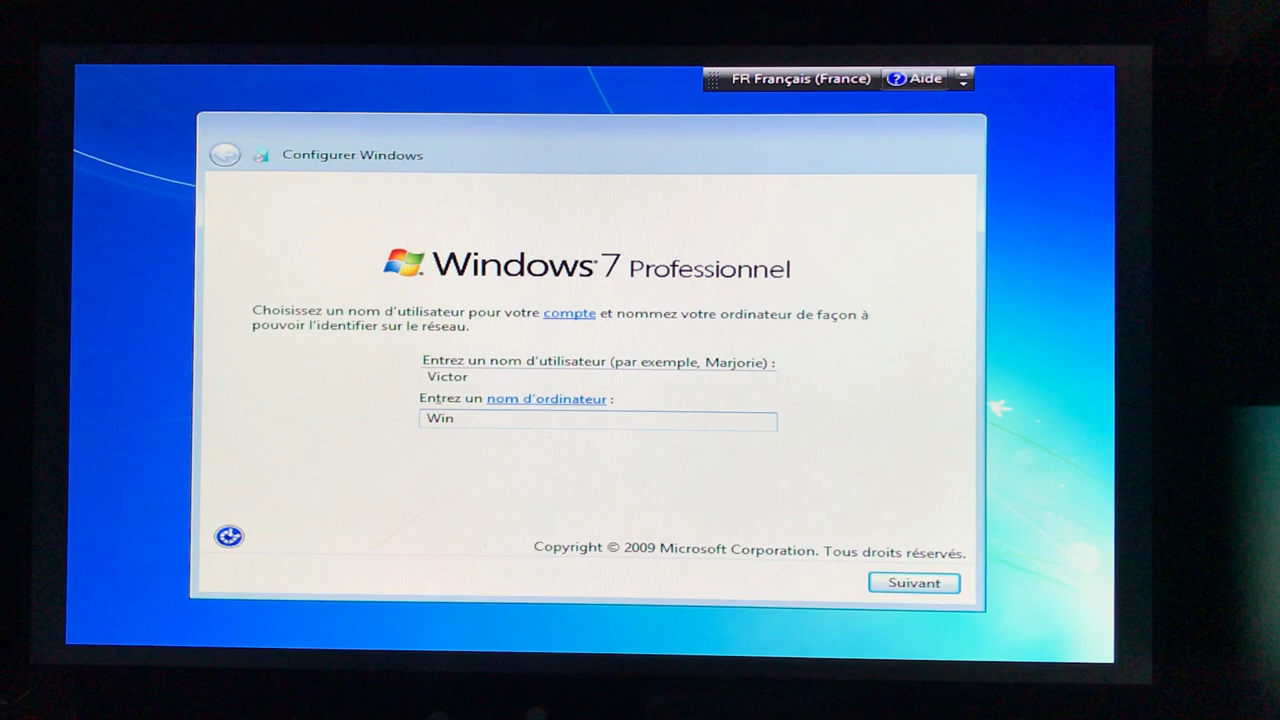 FR Français (France) Aide
Configurer Windows
Windows 7 Professionnel
Choisissez un nom d'utilisateur pour votre compte et nommez votre ordinateur de façon à
pouvoir l'identifier sur le réseau.
Entrez un nom d'utilisateur (par exemple, Marjorie) :
Victor
Entrez un nom d'ordinateur :
Win
Copyright © 2009 Microsoft Corporation. Tous droits réservés.
Suivant